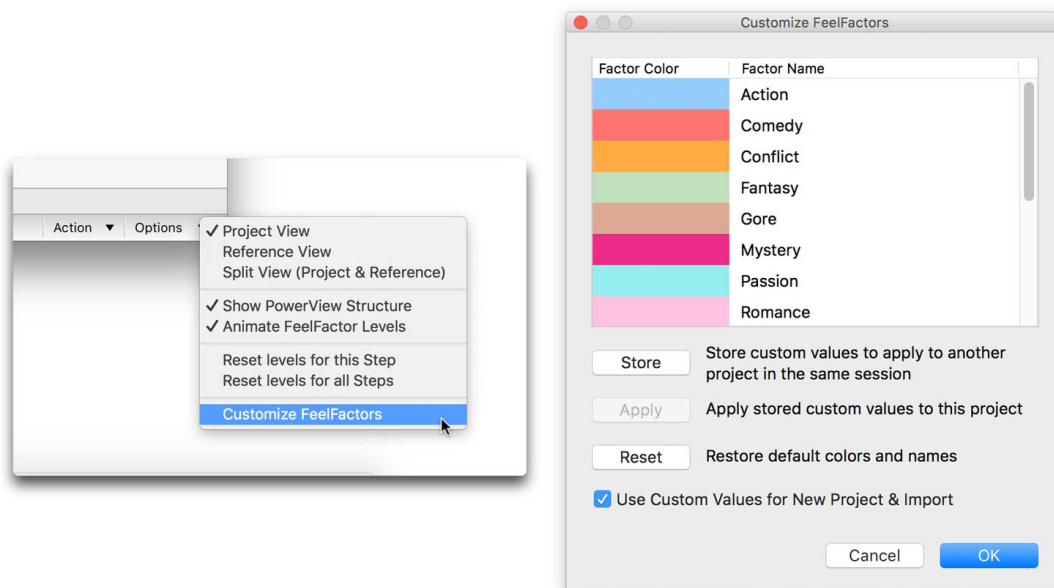 Action ▼ Options
✓ Project View
Reference View
Split View (Project & Reference)
✓ Show PowerView Structure
✓ Animate FeelFactor Levels
Reset levels for this Step
Reset levels for all Steps
Customize FeelFactors
Customize FeelFactors
Factor Color Factor Name
Action
Comedy
Conflict
Fantasy
Gore
Mystery
Passion
Romance
Store Store custom values to apply to another
project in the same session
Apply Apply stored custom values to this project
Reset Restore default colors and names
Use Custom Values for New Project & Import
Cancel OK